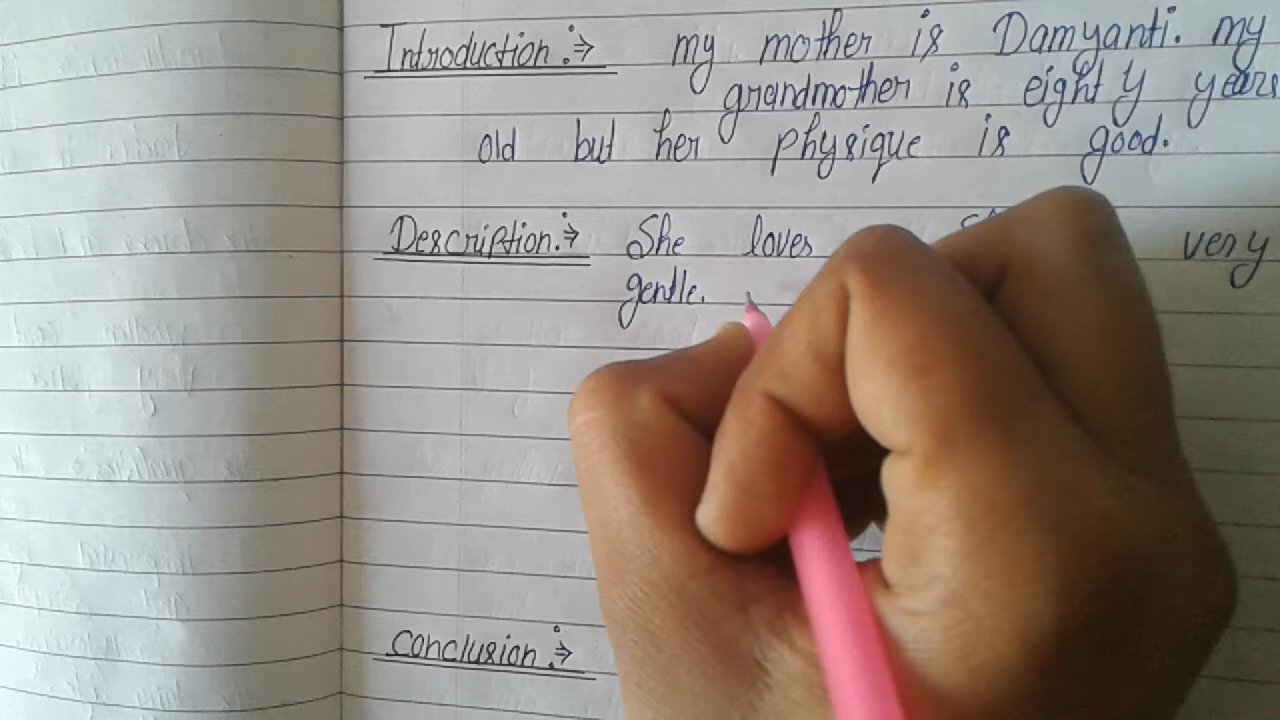 Introduction :⇒ my mother is Damyanti. my
grandmother is eighty years
old but her physique is good.
Description :⇒ She loves very
gentle.
Conclusion :⇒